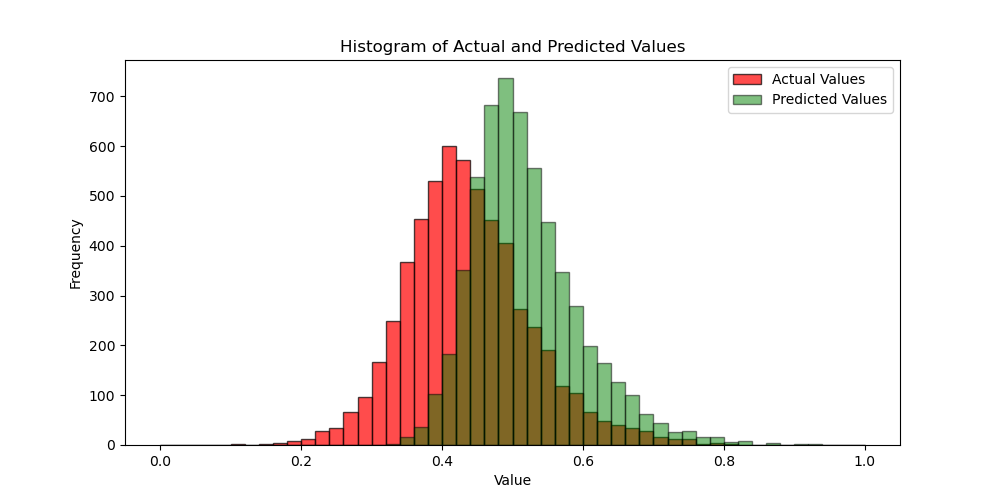 Histogram of Actual and Predicted Values
Actual Values
Predicted Values
Frequency
700
600
500
400
300
200
100
0
0.0 0.2 0.4 0.6 0.8 1.0
Value